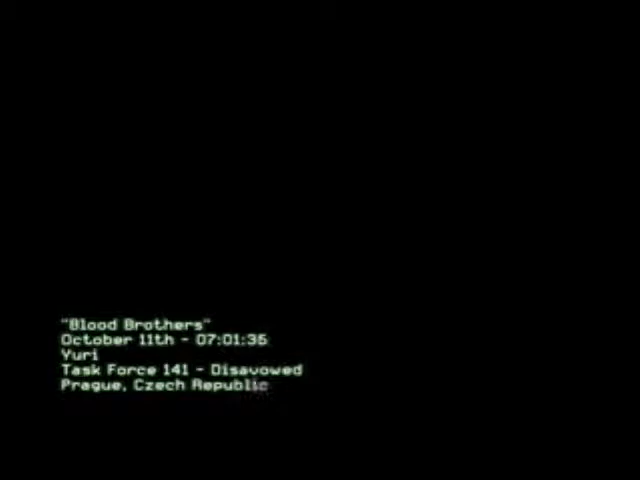 "Blood Brothers"
October 11th - 07:01:35
Yuri
Task Force 141 - Disavowed
Prague, Czech Republic